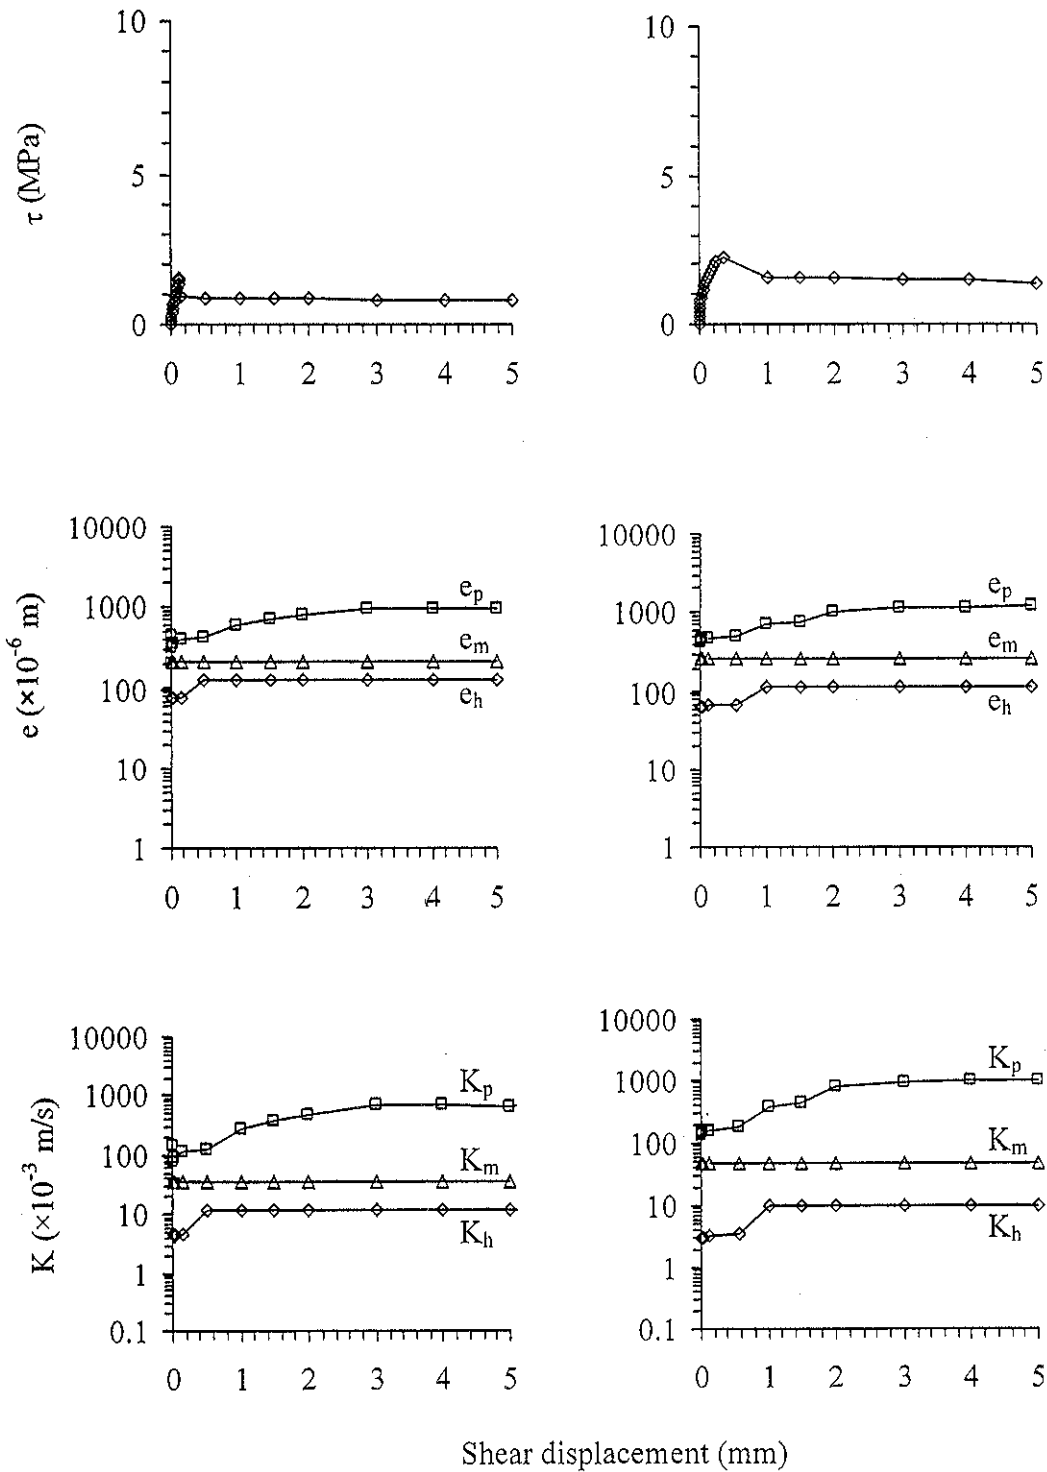 10
5
0
τ (MPa)
0 1 2 3 4 5
10
5
0
0 1 2 3 4 5
10000
1000
100
10
1
e (×10⁻⁶ m)
eₚ
eₘ
eₕ
0 1 2 3 4 5
10000
1000
100
10
1
eₚ
eₘ
eₕ
0 1 2 3 4 5
10000
1000
100
10
1
0.1
K (×10⁻³ m/s)
Kₚ
Kₘ
Kₕ
0 1 2 3 4 5
10000
1000
100
10
1
0.1
Kₚ
Kₘ
Kₕ
0 1 2 3 4 5
Shear displacement (mm)